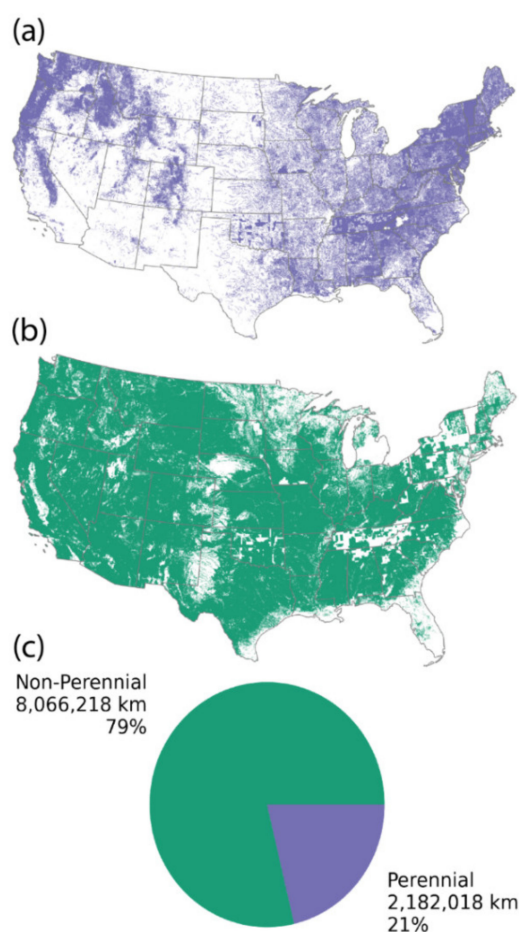 (a)
(b)
(c)
Non-Perennial
8,066,218 km
79%
Perennial
2,182,018 km
21%